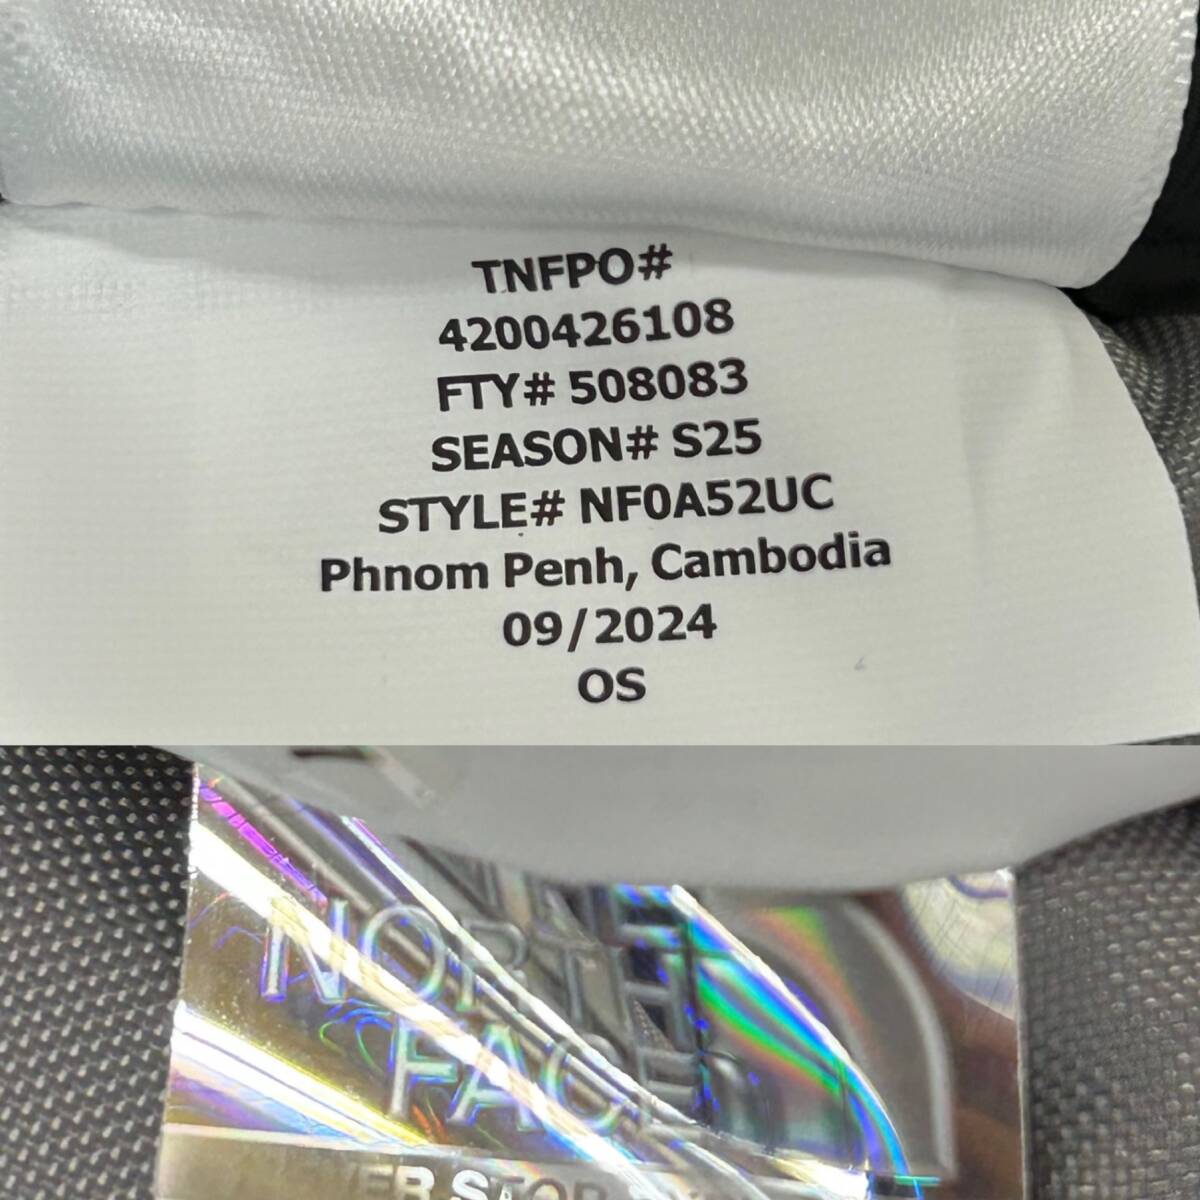 TNFPO#
4200426108
FTY# 508083
SEASON# S25
STYLE# NF0A52UC
Phnom Penh, Cambodia
09/2024
OS
NORTH
FACE